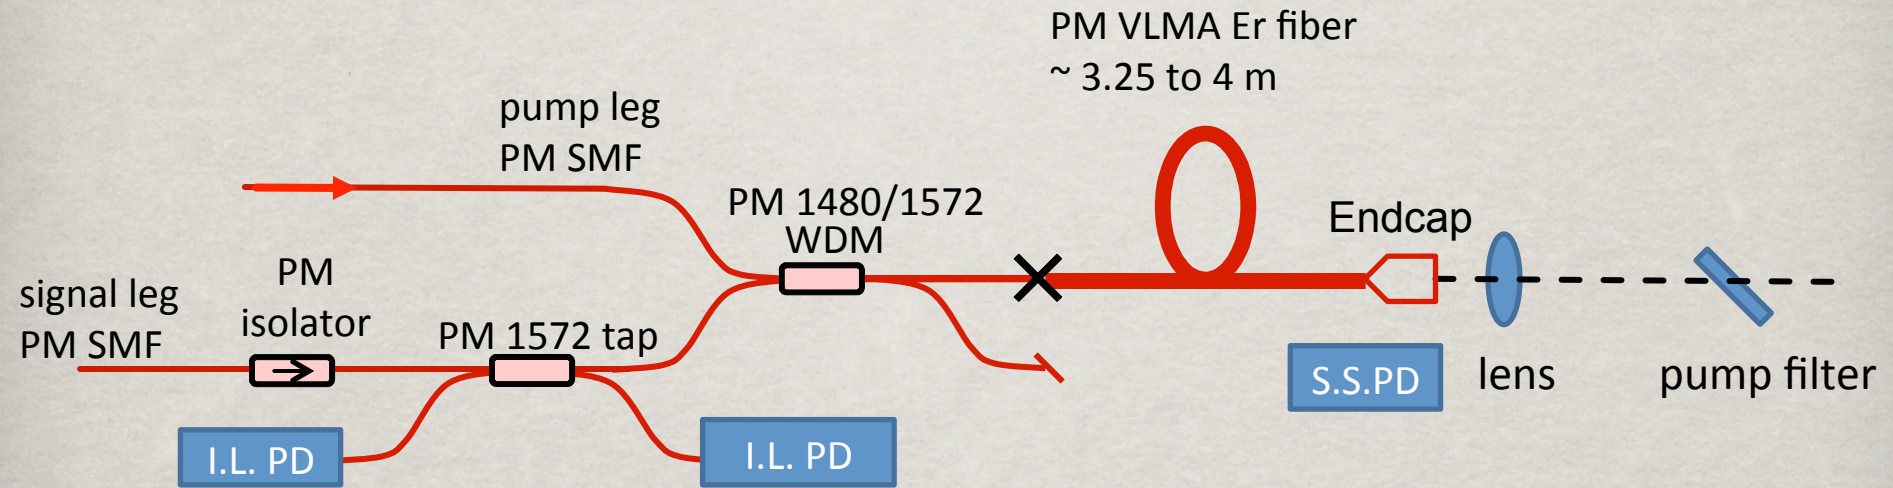 PM VLMA Er fiber
~ 3.25 to 4 m
pump leg
PM SMF
PM 1480/1572
WDM
Endcap
signal leg
PM SMF
PM
isolator
PM 1572 tap
S.S.PD
lens
pump filter
I.L. PD
I.L. PD